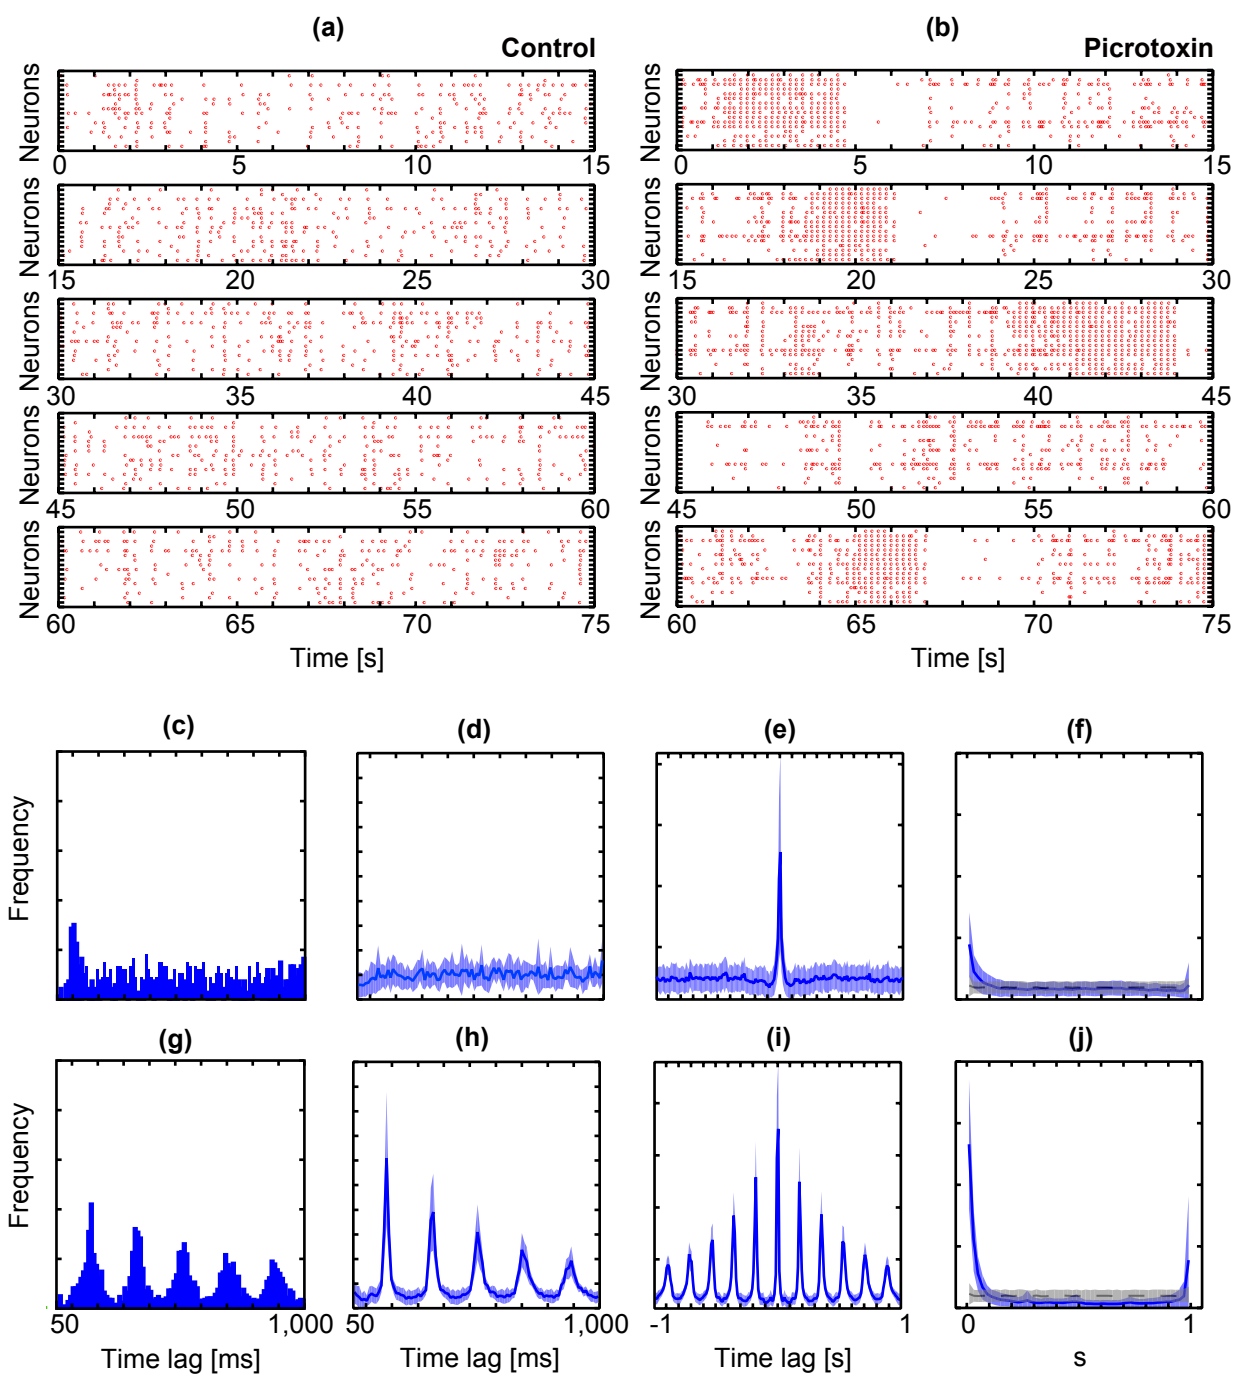 (a)
Control
Neurons
0 5 10 15
Neurons
15 20 25 30
Neurons
30 35 40 45
Neurons
45 50 55 60
Neurons
60 65 70 75
Time [s]
(b)
Picrotoxin
Neurons
0 5 10 15
Neurons
15 20 25 30
Neurons
30 35 40 45
Neurons
45 50 55 60
Neurons
60 65 70 75
Time [s]
(c)
(d)
(e)
(f)
Frequency
(g)
(h)
(i)
(j)
Frequency
50 1,000
Time lag [ms]
50 1,000
Time lag [ms]
-1 1
Time lag [s]
0 1
s